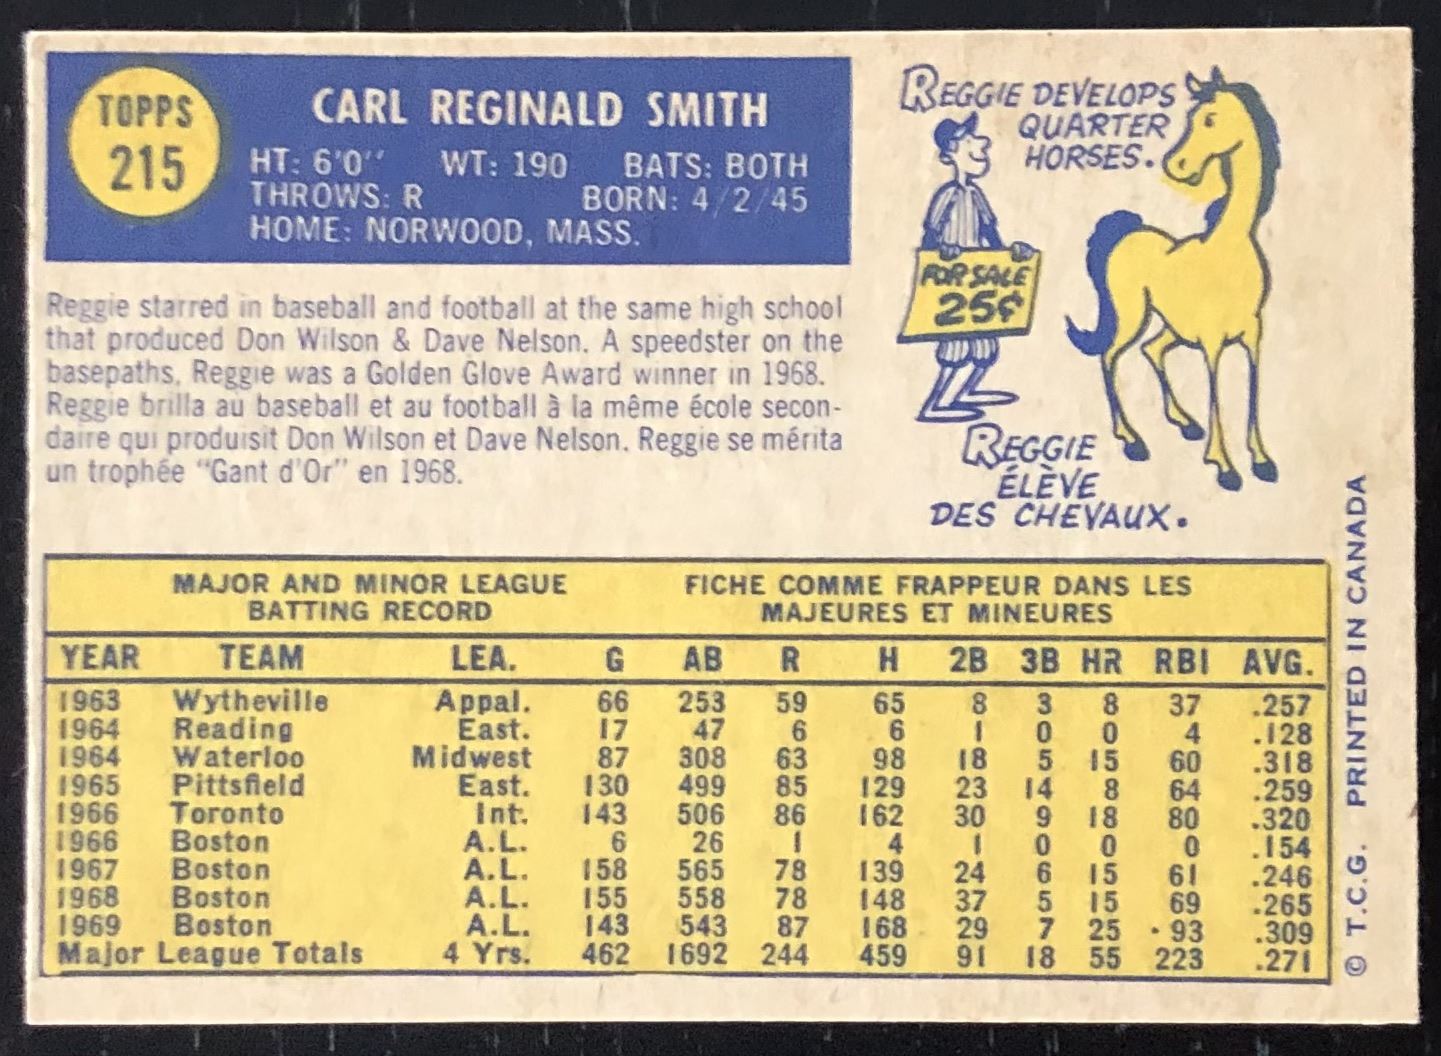 TOPPS
215
CARL REGINALD SMITH
HT: 6'0" WT: 190 BATS: BOTH
THROWS: R BORN: 4/2/45
HOME: NORWOOD, MASS.
REGGIE DEVELOPS
QUARTER
HORSES.
FOR SALE
25¢
REGGIE
ÉLÈVE
DES CHEVAUX.
Reggie starred in baseball and football at the same high school
that produced Don Wilson & Dave Nelson. A speedster on the
basepaths, Reggie was a Golden Glove Award winner in 1968.
Reggie brilla au baseball et au football à la même école secon-
daire qui produisit Don Wilson et Dave Nelson. Reggie se mérita
un trophée "Gant d'Or" en 1968.
MAJOR AND MINOR LEAGUE FICHE COMME FRAPPEUR DANS LES
BATTING RECORD MAJEURES ET MINEURES
YEAR TEAM LEA. G AB R H 2B 3B HR RBI AVG.
1963 Wytheville Appal. 66 253 59 65 8 3 8 37 .257
1964 Reading East. 17 47 6 6 1 0 0 4 .128
1964 Waterloo Midwest 87 308 63 98 18 5 15 60 .318
1965 Pittsfield East. 130 499 85 129 23 14 8 64 .259
1966 Toronto Int. 143 506 86 162 30 9 18 80 .320
1966 Boston A.L. 6 26 1 4 1 0 0 0 .154
1967 Boston A.L. 158 565 78 139 24 6 15 61 .246
1968 Boston A.L. 155 558 78 148 37 5 15 69 .265
1969 Boston A.L. 143 543 87 168 29 7 25 93 .309
Major League Totals 4 Yrs. 462 1692 244 459 91 18 55 223 .271
© T.C.G. PRINTED IN CANADA